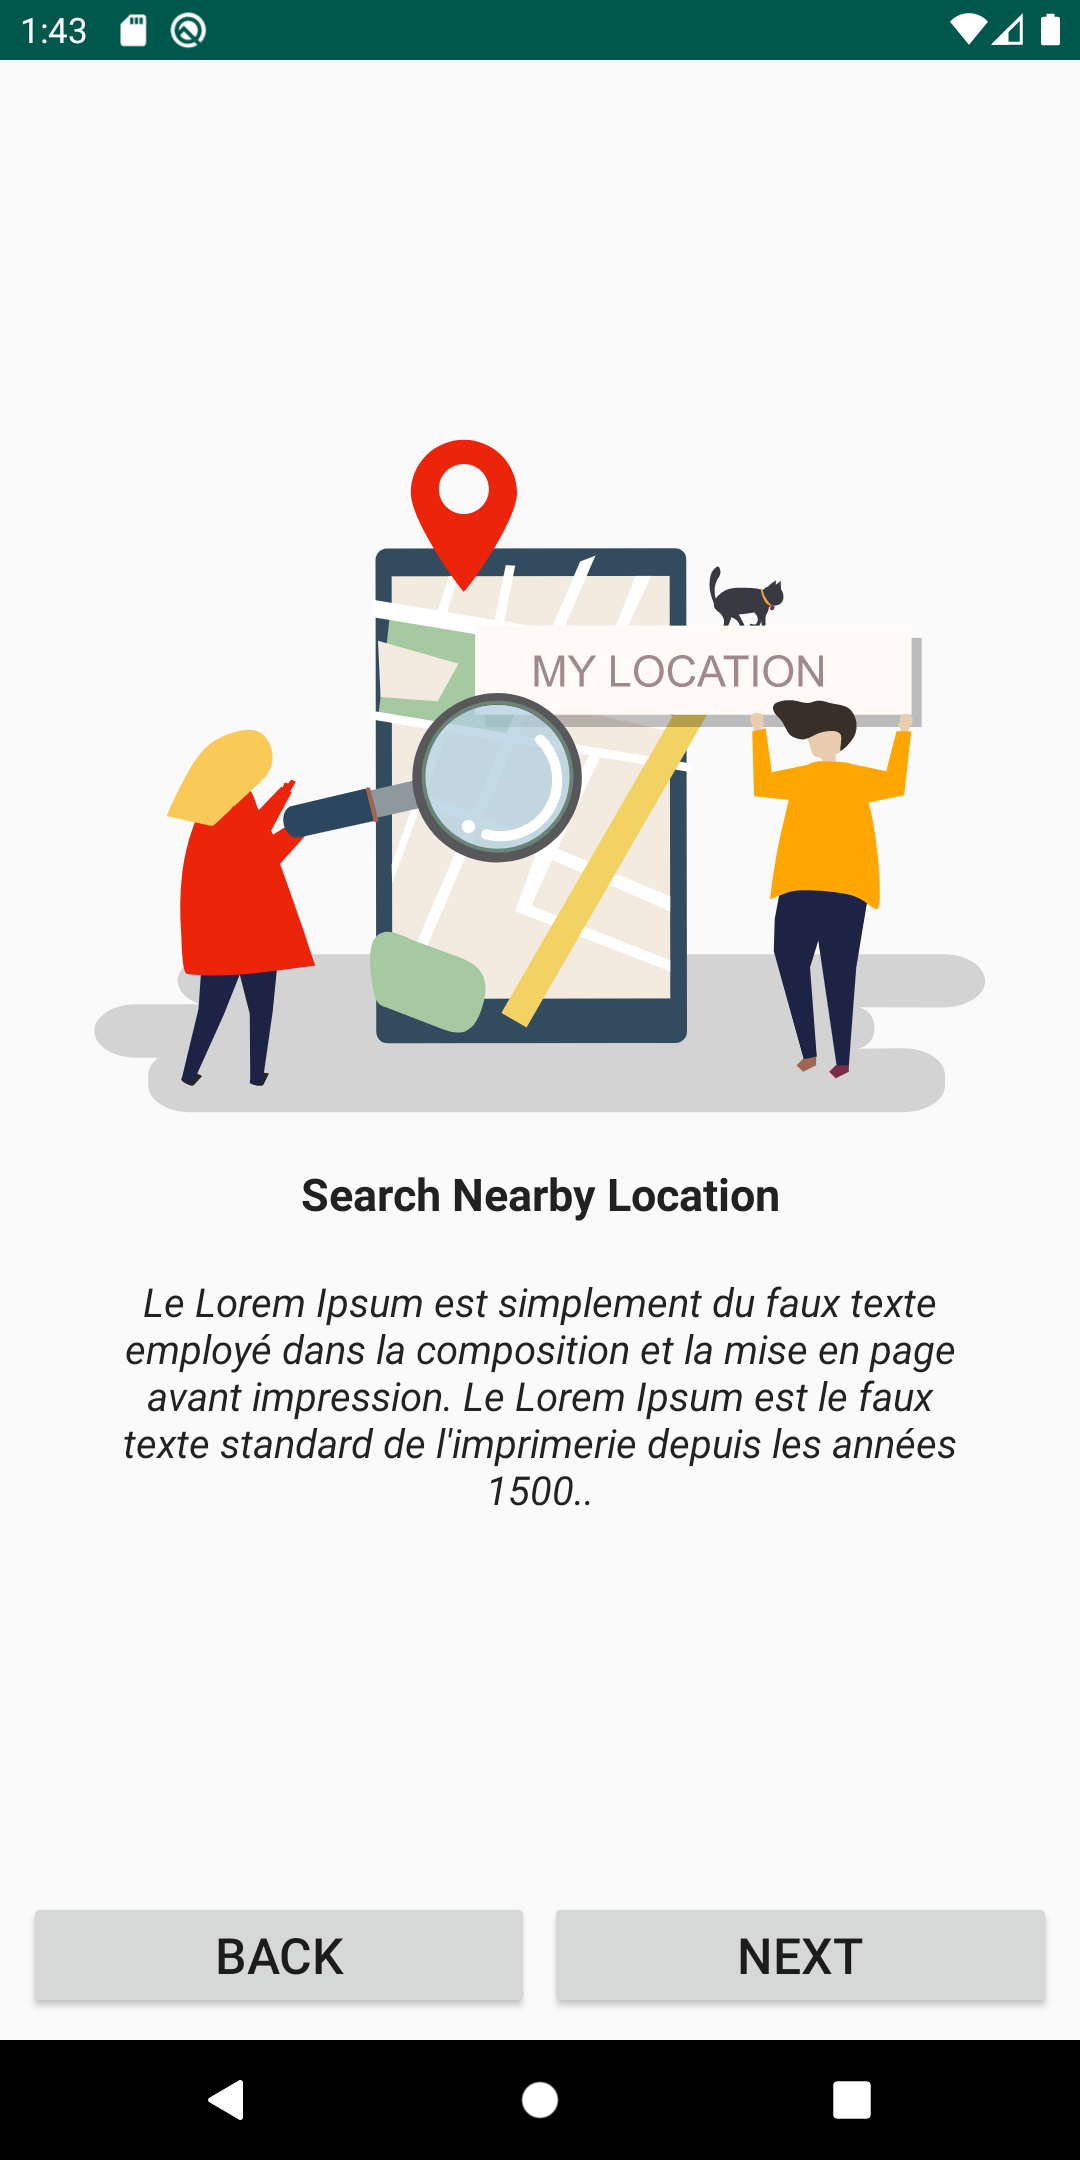 1:43
MY LOCATION
Search Nearby Location
Le Lorem Ipsum est simplement du faux texte
employé dans la composition et la mise en page
avant impression. Le Lorem Ipsum est le faux
texte standard de l'imprimerie depuis les années
1500..
BACK
NEXT